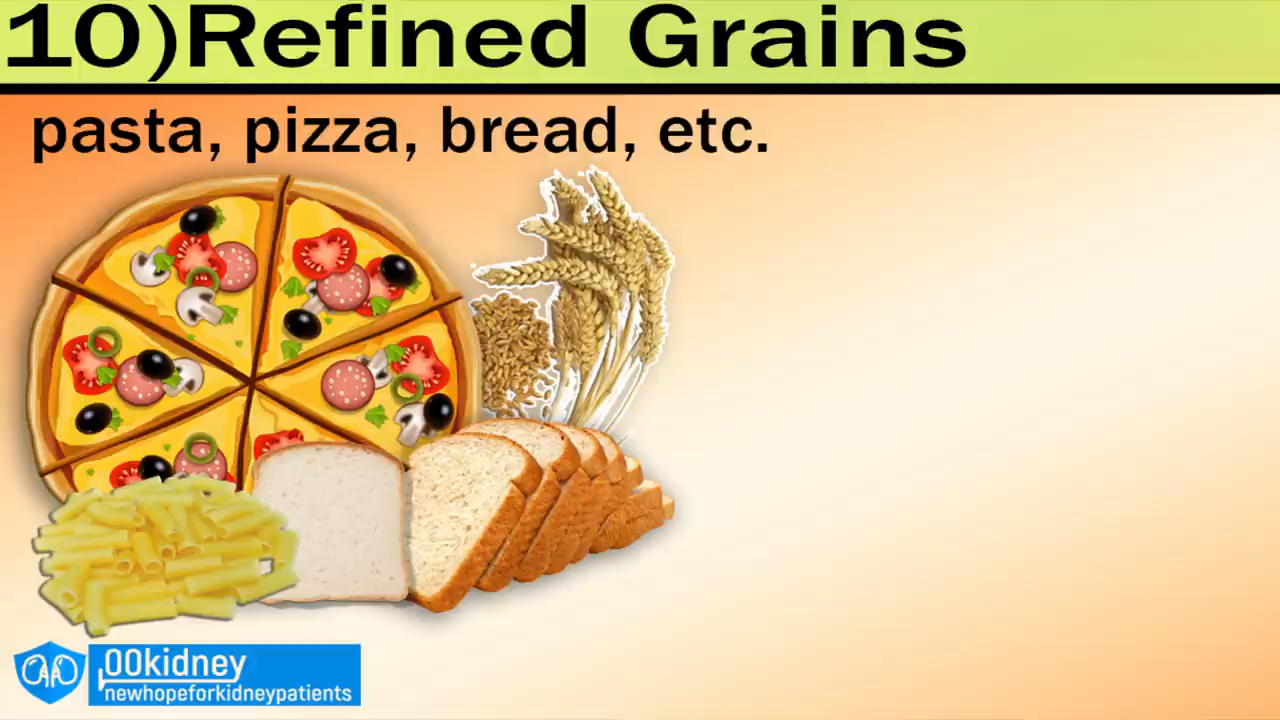 10)Refined Grains
pasta, pizza, bread, etc.
00kidney
newhopeforkidneypatients